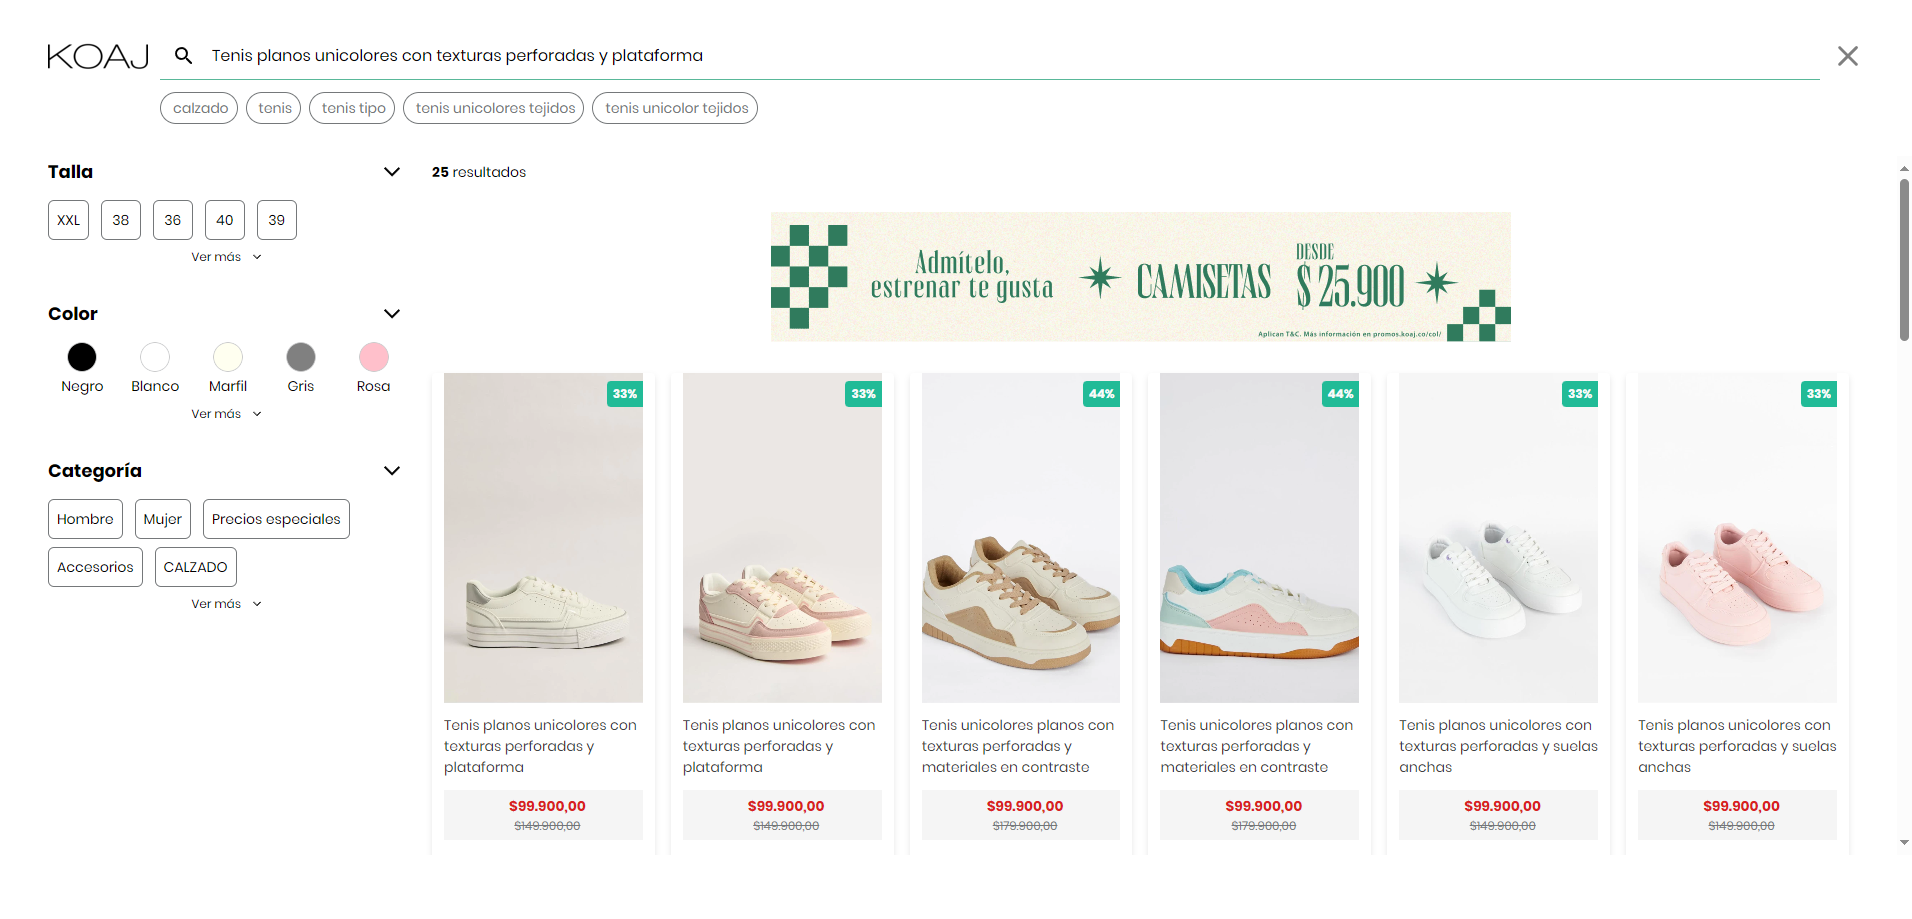 KOAJ
Tenis planos unicolores con texturas perforadas y plataforma
calzado
tenis
tenis tipo
tenis unicolores tejidos
tenis unicolor tejidos
Talla
XXL
38
36
40
39
Ver más
Color
Negro
Blanco
Marfil
Gris
Rosa
Ver más
Categoría
Hombre
Mujer
Precios especiales
Accesorios
CALZADO
Ver más
25 resultados
Admítelo,
estrenar te gusta
CAMISETAS
DESDE
$ 25.900
Aplican T&C. Más información en promos.koaj.co/col/
33%
Tenis planos unicolores con
texturas perforadas y
plataforma
$99.900,00
$149.900,00
33%
Tenis planos unicolores con
texturas perforadas y
plataforma
$99.900,00
$149.900,00
44%
Tenis unicolores planos con
texturas perforadas y
materiales en contraste
$99.900,00
$179.900,00
44%
Tenis unicolores planos con
texturas perforadas y
materiales en contraste
$99.900,00
$179.900,00
33%
Tenis planos unicolores con
texturas perforadas y suelas
anchas
$99.900,00
$149.900,00
33%
Tenis planos unicolores con
texturas perforadas y suelas
anchas
$99.900,00
$149.900,00